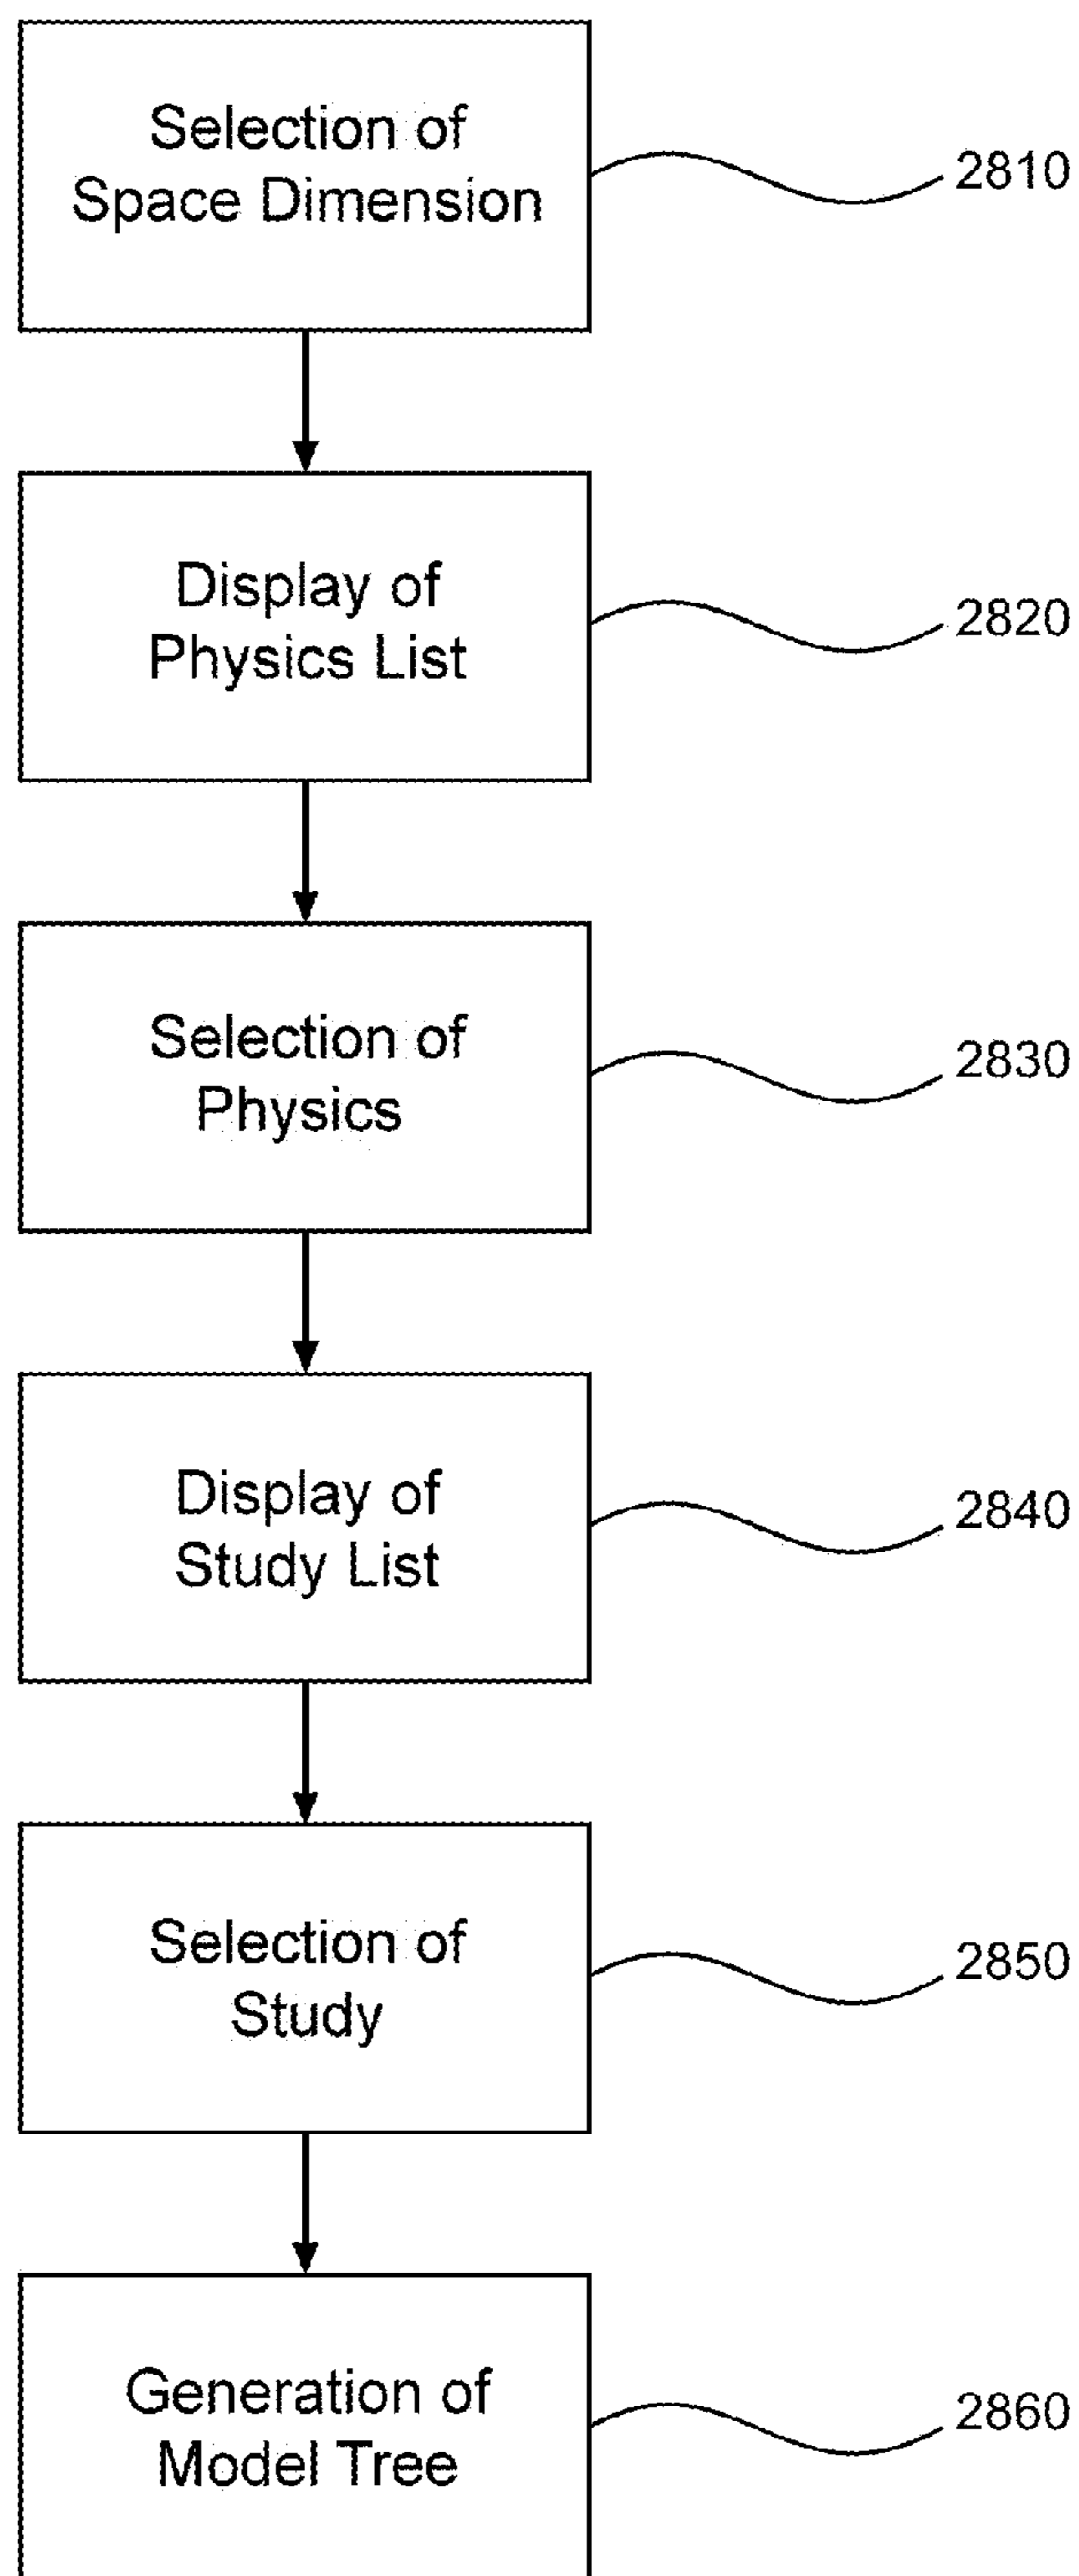 Selection of
Space Dimension
2810
Display of
Physics List
2820
Selection of
Physics
2830
Display of
Study List
2840
Selection of
Study
2850
Generation of
Model Tree
2860